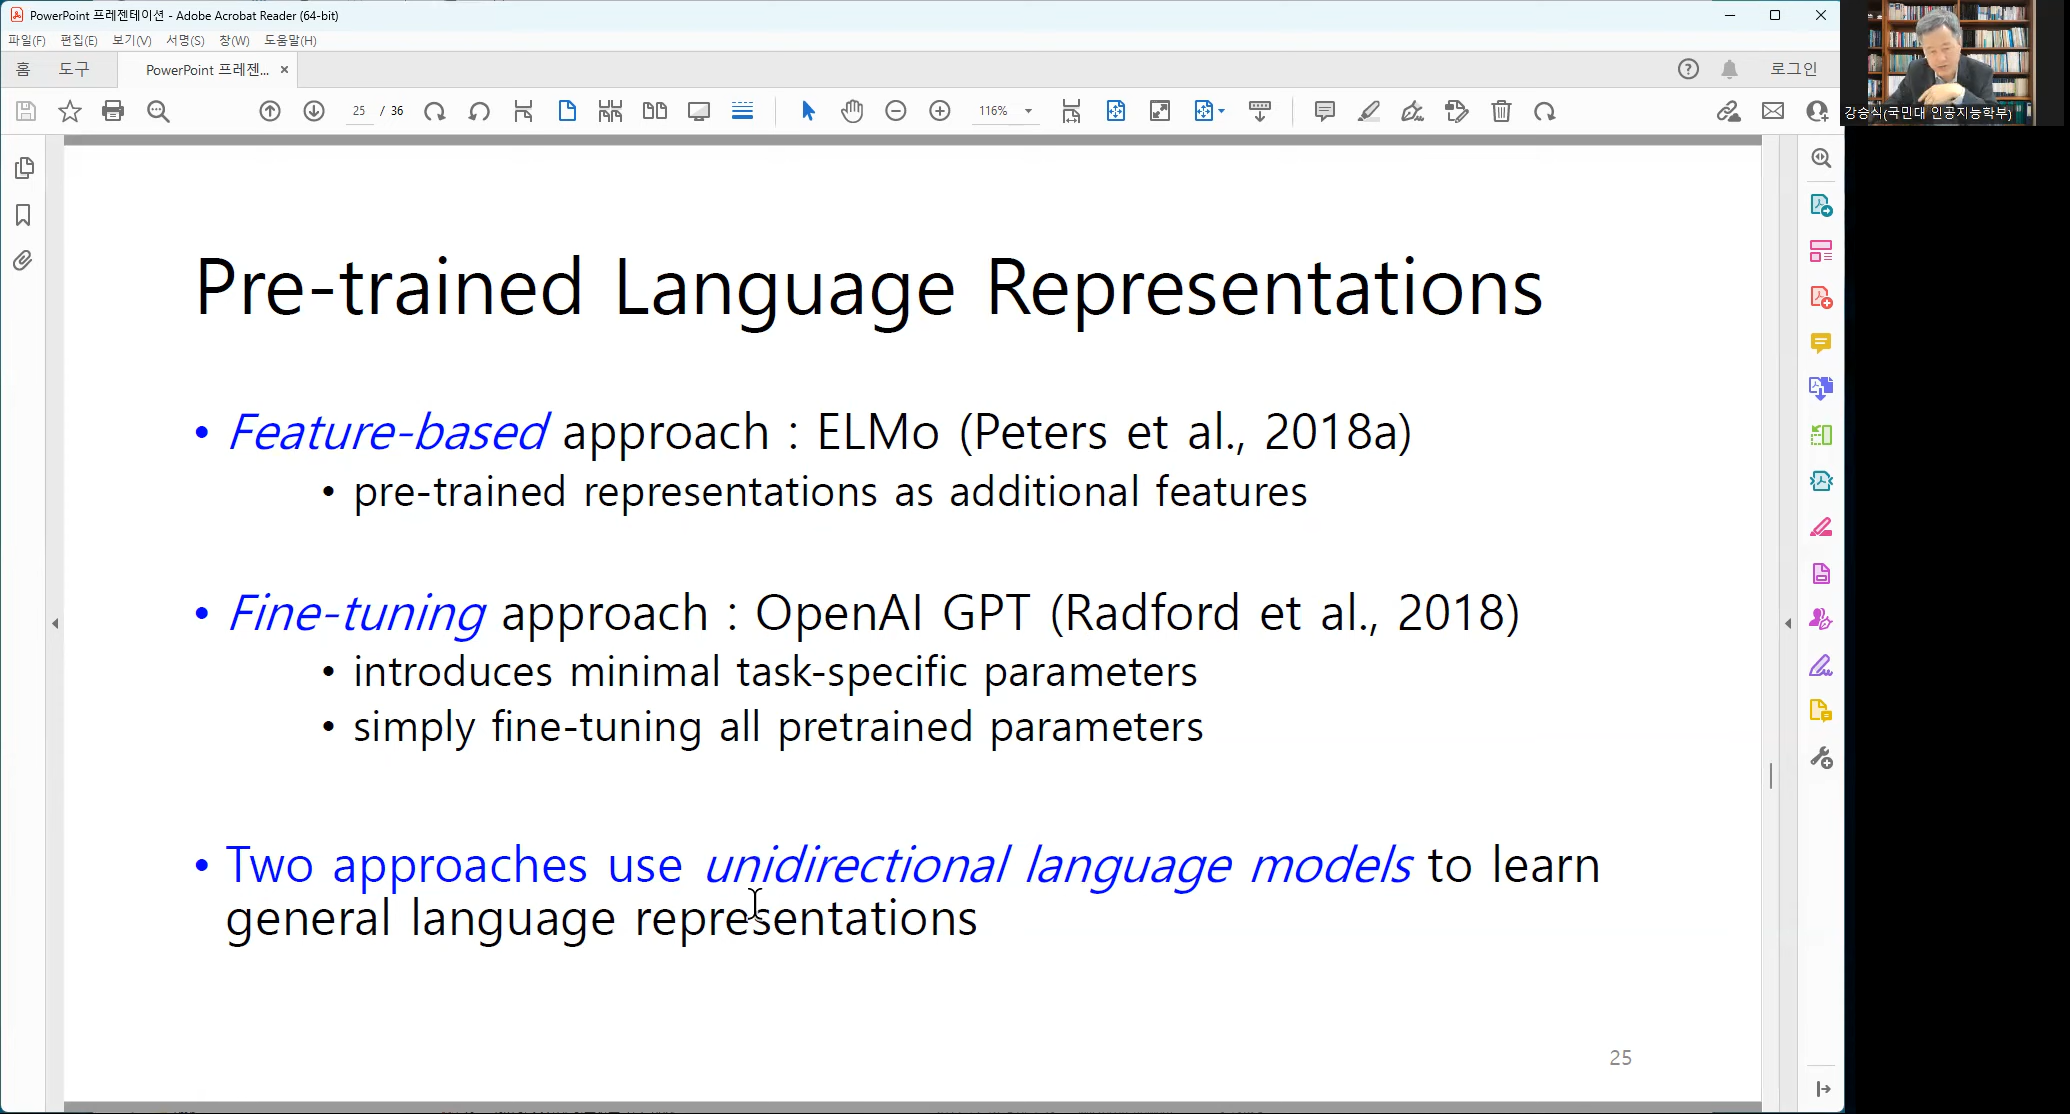 PowerPoint 프레젠테이션 - Adobe Acrobat Reader (64-bit)
파일(F) 편집(E) 보기(V) 서명(S) 창(W) 도움말(H)
홈 도구 PowerPoint 프레젠... × 로그인
25 / 36 116%
강승식(국민대 인공지능학부)
Pre-trained Language Representations
• Feature-based approach : ELMo (Peters et al., 2018a)
• pre-trained representations as additional features
• Fine-tuning approach : OpenAI GPT (Radford et al., 2018)
• introduces minimal task-specific parameters
• simply fine-tuning all pretrained parameters
• Two approaches use unidirectional language models to learn
general language representations
25